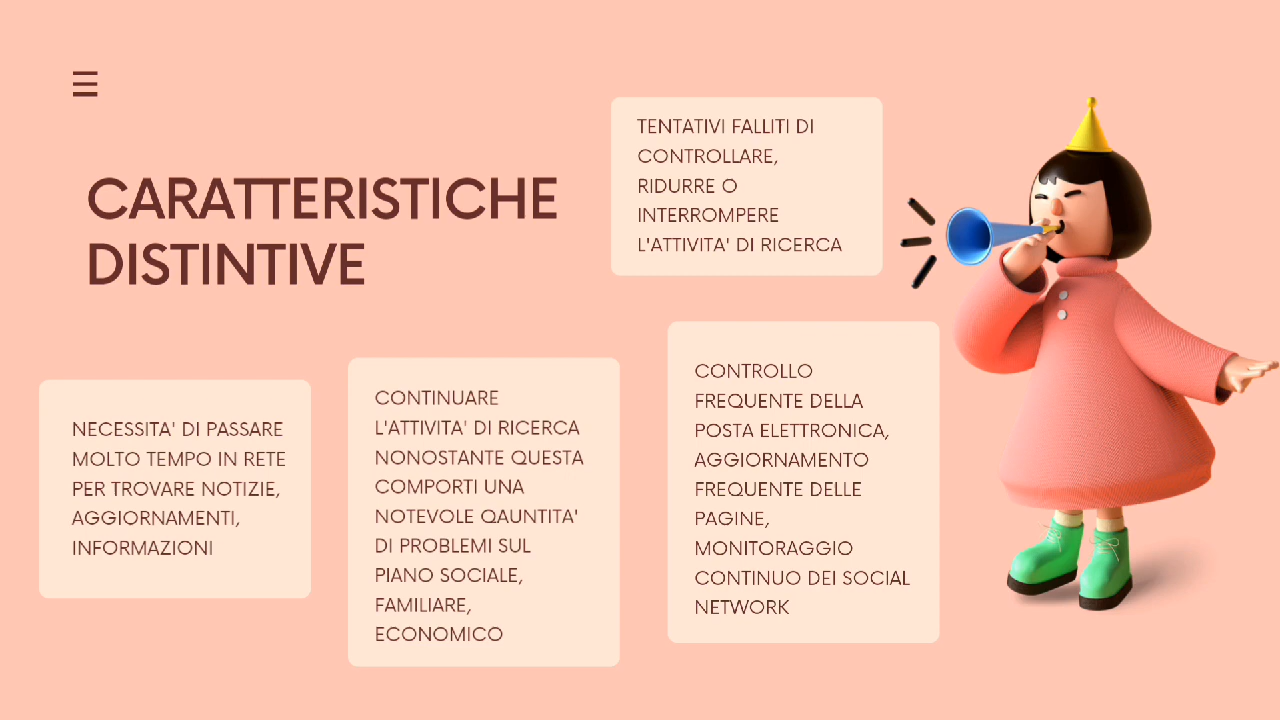 CARATTERISTICHE
DISTINTIVE
TENTATIVI FALLITI DI
CONTROLLARE,
RIDURRE O
INTERROMPERE
L'ATTIVITA' DI RICERCA
NECESSITA' DI PASSARE
MOLTO TEMPO IN RETE
PER TROVARE NOTIZIE,
AGGIORNAMENTI,
INFORMAZIONI
CONTINUARE
L'ATTIVITA' DI RICERCA
NONOSTANTE QUESTA
COMPORTI UNA
NOTEVOLE QAUNTITA'
DI PROBLEMI SUL
PIANO SOCIALE,
FAMILIARE,
ECONOMICO
CONTROLLO
FREQUENTE DELLA
POSTA ELETTRONICA,
AGGIORNAMENTO
FREQUENTE DELLE
PAGINE,
MONITORAGGIO
CONTINUO DEI SOCIAL
NETWORK